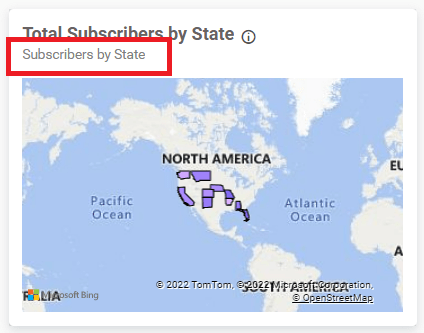 Total Subscribers by State
Subscribers by State
NORTH AMERICA
Pacific
Ocean
Atlantic
Ocean
EU
SOUTH AMERICA
RALIA
Microsoft Bing
© 2022 TomTom, © 2022 Microsoft Corporation,
© OpenStreetMap